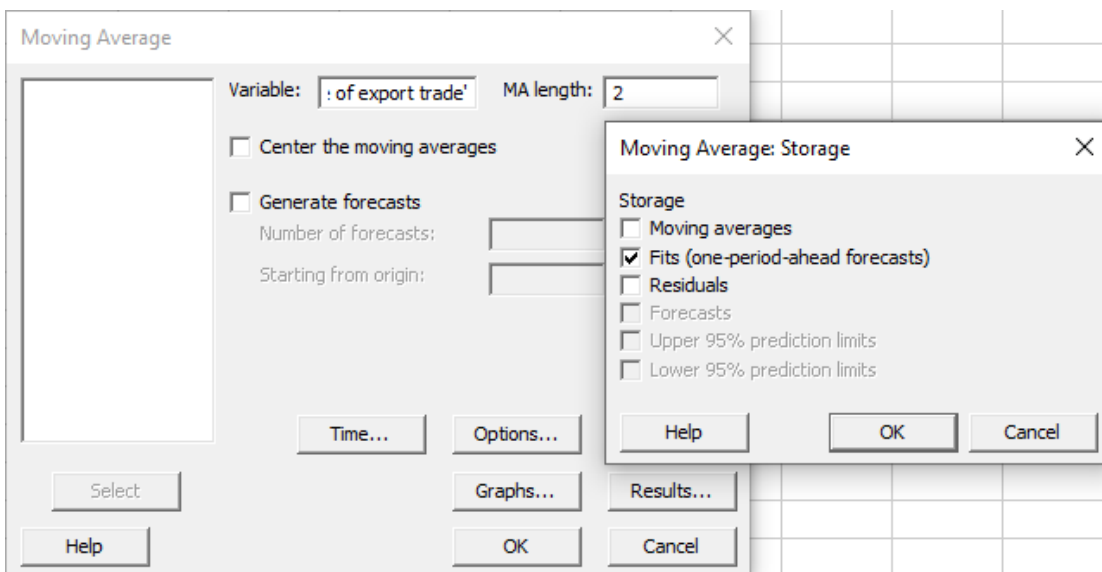 Moving Average
Variable: : of export trade' MA length: 2
Center the moving averages
Generate forecasts
Number of forecasts:
Starting from origin:
Time... Options...
Select Graphs... Results...
Help OK Cancel
Moving Average: Storage
Storage
Moving averages
Fits (one-period-ahead forecasts)
Residuals
Forecasts
Upper 95% prediction limits
Lower 95% prediction limits
Help OK Cancel